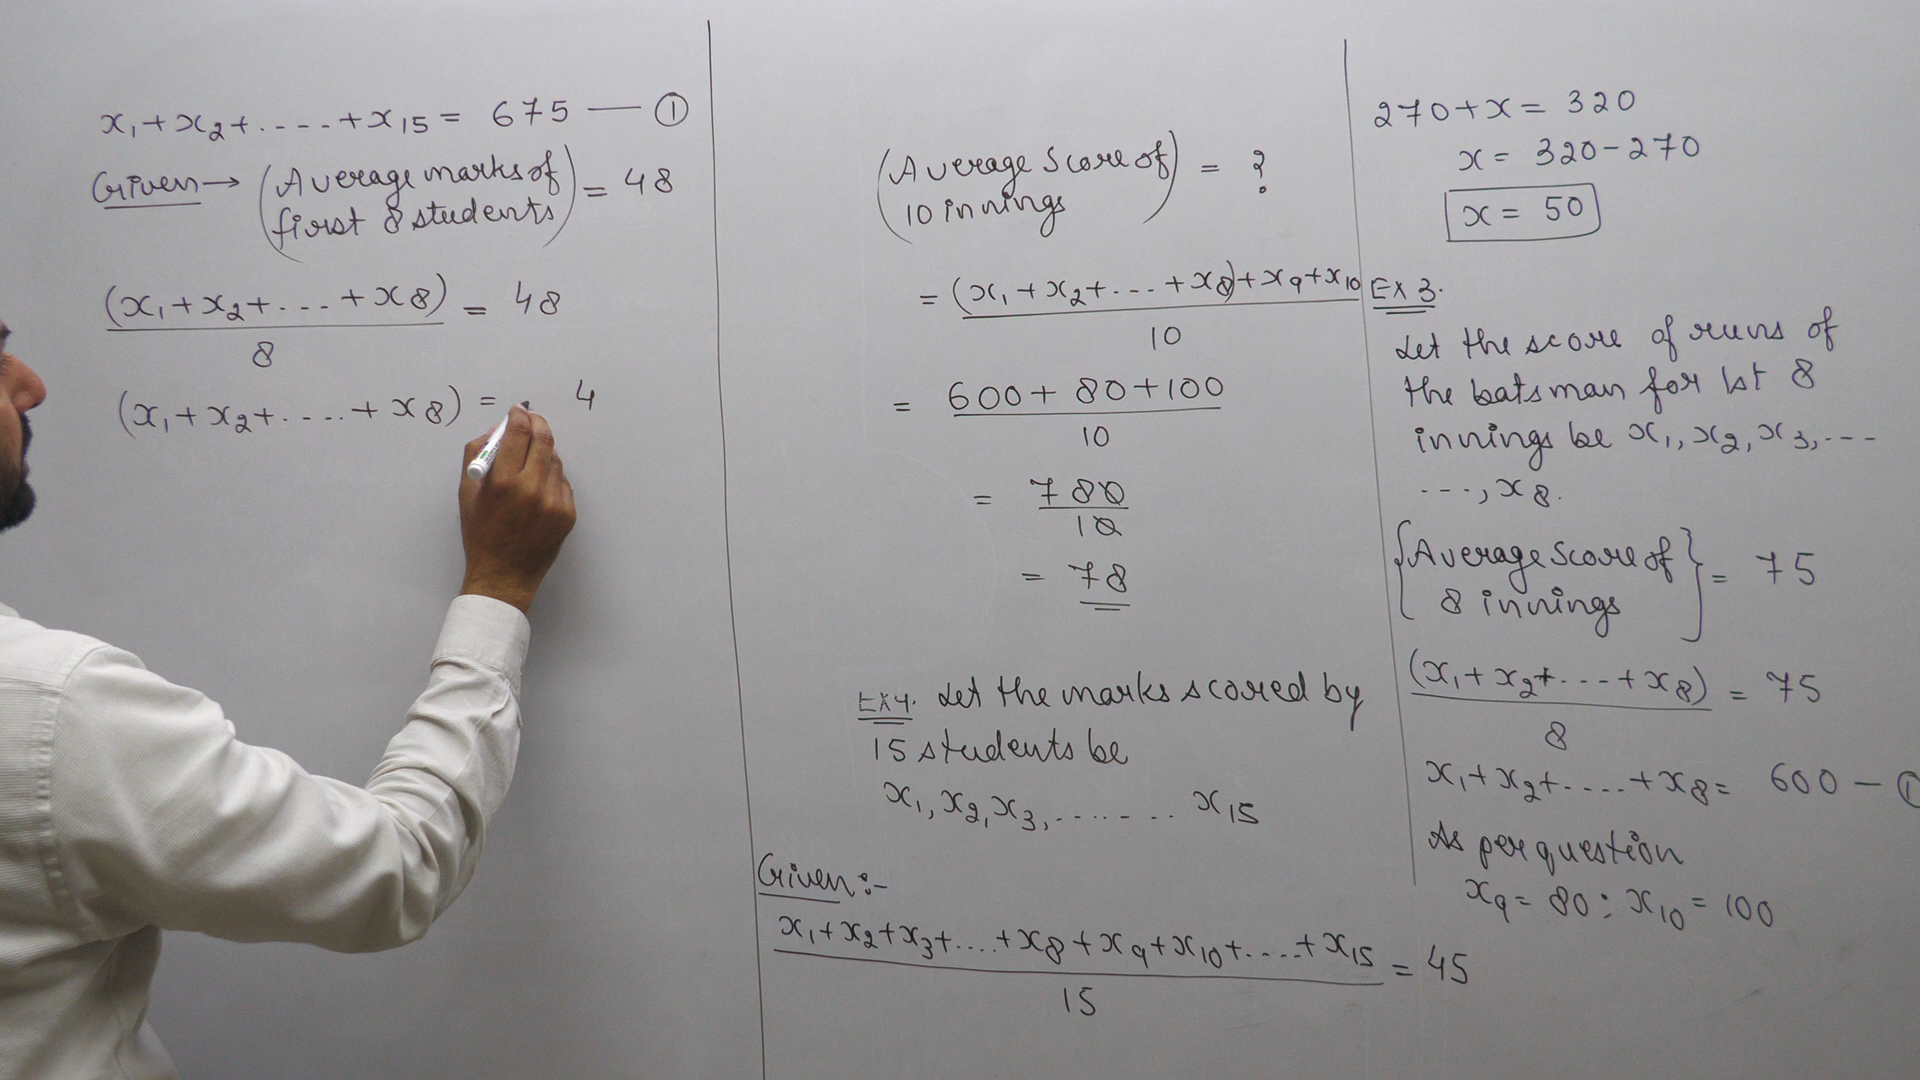 x₁+x₂+.----.+x₁₅= 675 — ①
Given→ (Average marks of
first 8 students) = 48
(x₁+x₂+...+x₈) = 48
8
(x₁+x₂+.....+x₈) = 4
(Average Score of
10 innings) = ?
= (x₁+x₂+...+x₈)+x₉+x₁₀
10
= 600+80+100
10
= 780
10
= 78
EX4. Let the marks scored by
15 students be
x₁,x₂,x₃,....... x₁₅
Given:-
x₁+x₂+x₃+....+x₈+x₉+x₁₀+.....+x₁₅ = 45
15
270+x = 320
x = 320-270
x = 50
EX 3.
Let the score of runs of
the batsman for 1st 8
innings be x₁,x₂,x₃,---
---,x₈.
{Average Score of
8 innings} = 75
(x₁+x₂+...+x₈) = 75
8
x₁+x₂+.....+x₈= 600 — ①
As per question
x₉= 80 : x₁₀= 100